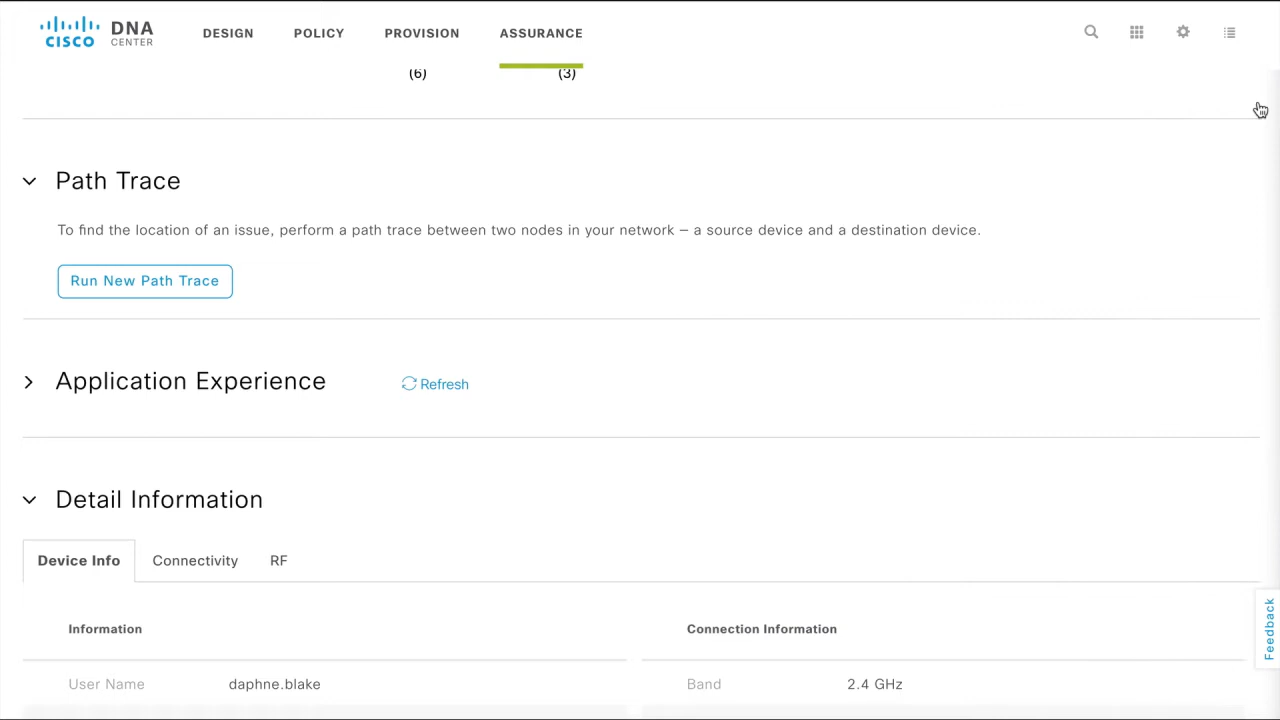 CISCO DNA CENTER DESIGN POLICY PROVISION ASSURANCE
(6) (3)
Path Trace
To find the location of an issue, perform a path trace between two nodes in your network – a source device and a destination device.
Run New Path Trace
Application Experience Refresh
Detail Information
Device Info Connectivity RF
Information Connection Information
User Name daphne.blake Band 2.4 GHz
Feedback